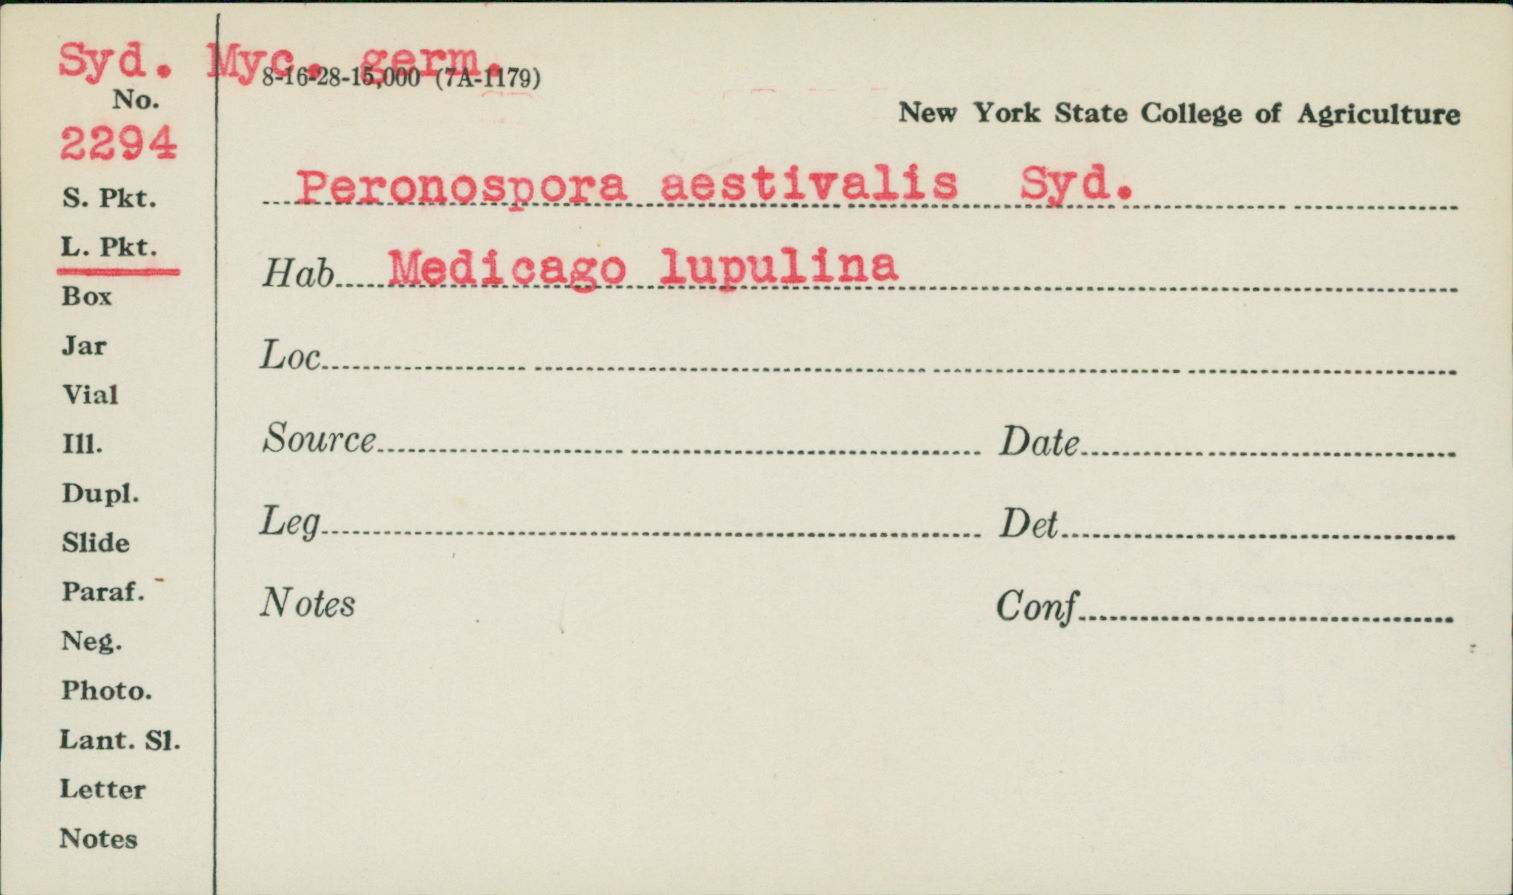 Syd. Myc. germ.
8-16-28-15,000 (7A-1179)
No.
2294
New York State College of Agriculture
S. Pkt.
Peronospora aestivalis Syd.
L. Pkt.
Hab. Medicago lupulina
Box
Jar
Loc.
Vial
Ill.
Source
Date
Dupl.
Slide
Leg.
Det.
Paraf.
Notes
Conf.
Neg.
Photo.
Lant. Sl.
Letter
Notes